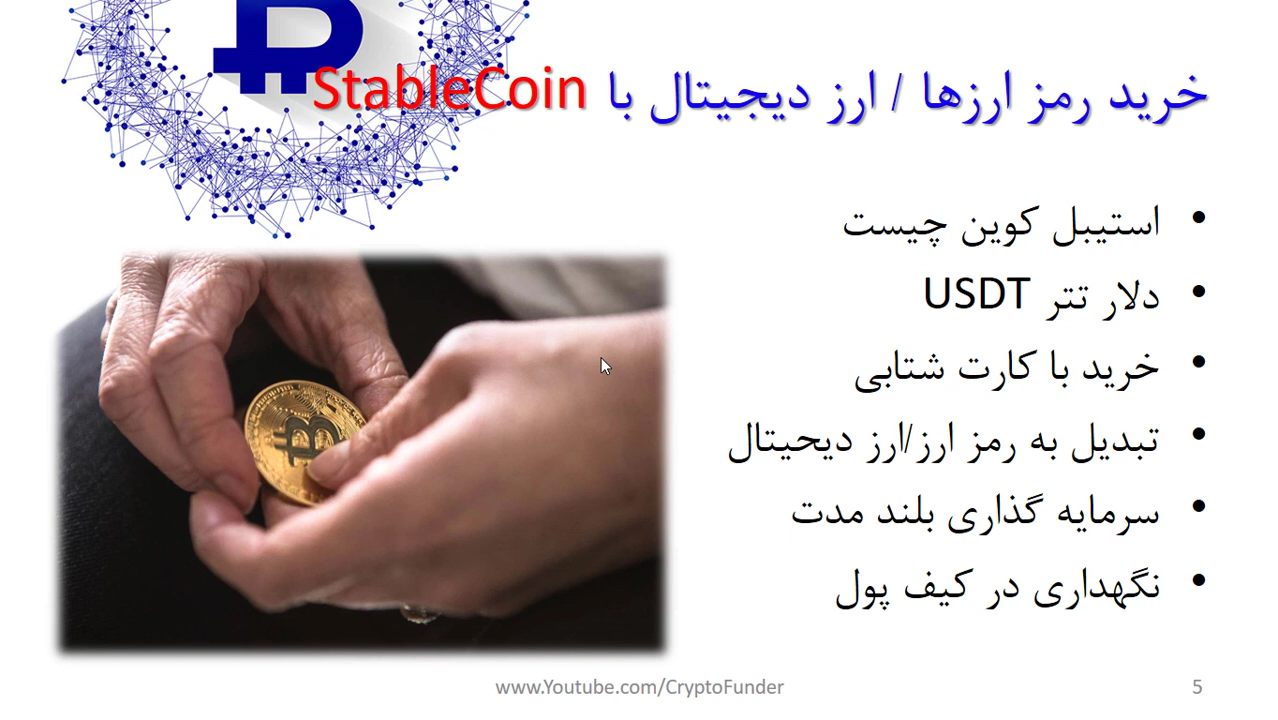 خرید رمز ارزها / ارز دیجیتال با StableCoin
• استیبل کوین چیست
• دلار تتر USDT
• خرید با کارت شتابی
• تبدیل به رمز ارز/ارز دیحیتال
• سرمایه گذاری بلند مدت
• نگهداری در کیف پول
www.Youtube.com/CryptoFunder
5